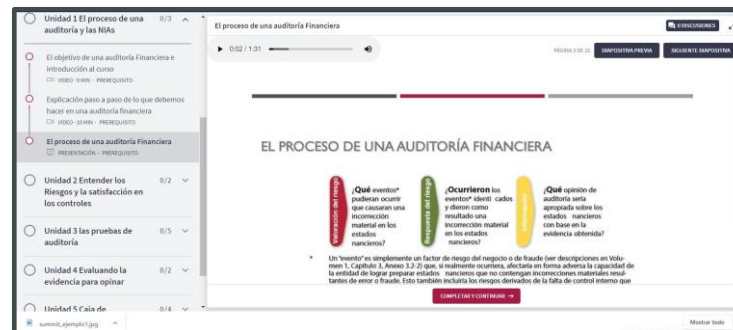 Unidad 1 El proceso de una
auditoría y las NIAs
0/3
El objetivo de una auditoría Financiera e
introducción al curso
VIDEO · 9 MIN · PREREQUISITO
Explicación paso a paso de lo que debemos
hacer en una auditoría financiera
VIDEO · 10 MIN · PREREQUISITO
El proceso de una auditoría Financiera
PRESENTACIÓN · PREREQUISITO
Unidad 2 Entender los
Riesgos y la satisfacción en
los controles
0/2
Unidad 3 las pruebas de
auditoría
0/5
Unidad 4 Evaluando la
evidencia para opinar
0/2
Unidad 5 Caja de
0/4
El proceso de una auditoría Financiera
0 DISCUSIONES
0:02 / 1:31
DIAPOSITIVA PREVIA
SIGUIENTE DIAPOSITIVA
EL PROCESO DE UNA AUDITORÍA FINANCIERA
Valoración del riesgo
¿Qué eventos*
pudieran ocurrir
que causaran una
incorrección
material en los
estados
nancieros?
Respuesta del riesgo
¿Ocurrieron los
eventos* identi cados
y dieron como
resultado una
incorrección material
en los estados
nancieros?
¿Qué opinión de
auditoría sería
apropiada sobre los
estados nancieros
con base en la
evidencia obtenida?
* Un "evento" es simplemente un factor de riesgo del negocio o de fraude (ver descripciones en Volu-
men 1, Capítulo 3, Anexo 3.2-2) que, si realmente ocurriera, afectaría en forma adversa la capacidad de
la entidad de lograr preparar estados nancieros que no contengan incorrecciones materiales resul-
tantes de error o fraude. Esto también incluiría los riesgos derivados de la falta de control interno que
COMPLETAR Y CONTINUE →
summit_ejemplo1.jpg
Mostrar todo